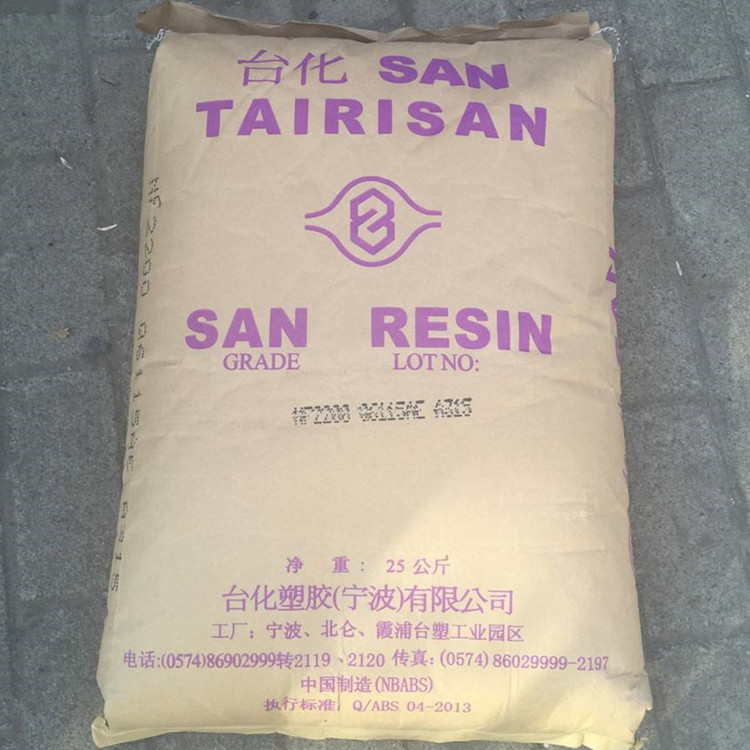 台化 SAN
TAIRISAN
SAN RESIN
GRADE LOT NO:
NF2200
净 重: 25公斤
台化塑胶(宁波)有限公司
工厂:宁波、北仑、霞浦台塑工业园区
电话:(0574)86902999转2119、2120 传真:(0574)86029999-2197
中国制造(NBABS)
执行标准:Q/ABS 04-2013
NF2200